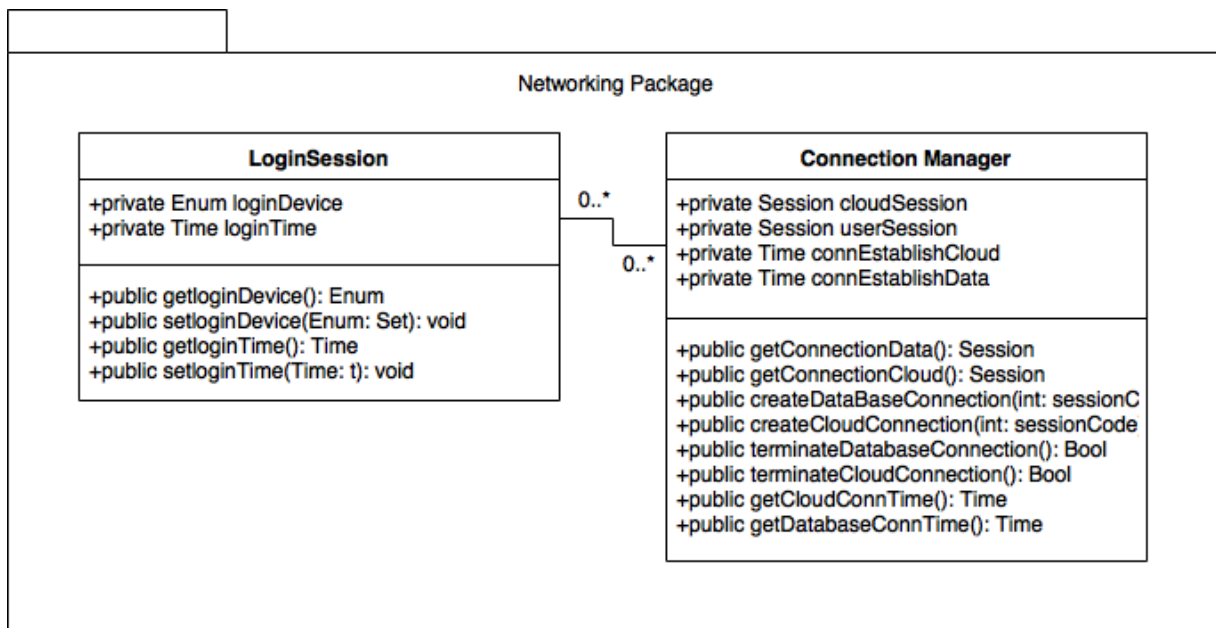 Networking Package
LoginSession
+private Enum loginDevice
+private Time loginTime
+public getloginDevice(): Enum
+public setloginDevice(Enum: Set): void
+public getloginTime(): Time
+public setloginTime(Time: t): void
0..*
0..*
Connection Manager
+private Session cloudSession
+private Session userSession
+private Time connEstablishCloud
+private Time connEstablishData
+public getConnectionData(): Session
+public getConnectionCloud(): Session
+public createDataBaseConnection(int: sessionC
+public createCloudConnection(int: sessionCode
+public terminateDatabaseConnection(): Bool
+public terminateCloudConnection(): Bool
+public getCloudConnTime(): Time
+public getDatabaseConnTime(): Time